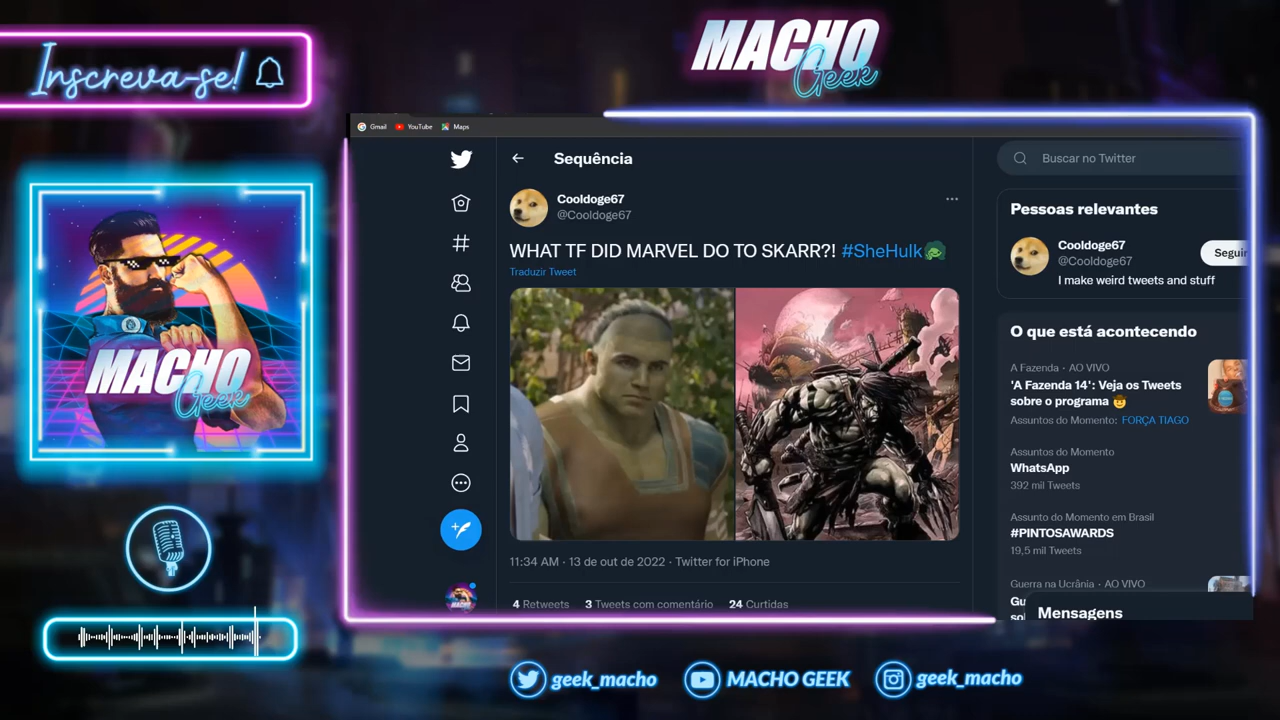 Inscreva-se!
MACHO
Geek
Gmail
YouTube
Maps
Sequência
Buscar no Twitter
Cooldoge67
@Cooldoge67
WHAT TF DID MARVEL DO TO SKARR?! #SheHulk
Traduzir Tweet
11:34 AM · 13 de out de 2022 · Twitter for iPhone
4 Retweets 3 Tweets com comentário 24 Curtidas
Pessoas relevantes
Cooldoge67
@Cooldoge67
Seguir
I make weird tweets and stuff
O que está acontecendo
A Fazenda · AO VIVO
'A Fazenda 14': Veja os Tweets
sobre o programa
Assuntos do Momento: FORÇA TIAGO
Assuntos do Momento
WhatsApp
392 mil Tweets
Assunto do Momento em Brasil
#PINTOSAWARDS
19,5 mil Tweets
Guerra na Ucrânia · AO VIVO
Mensagens
MACHO
Geek
MACHO
geek_macho
MACHO GEEK
geek_macho